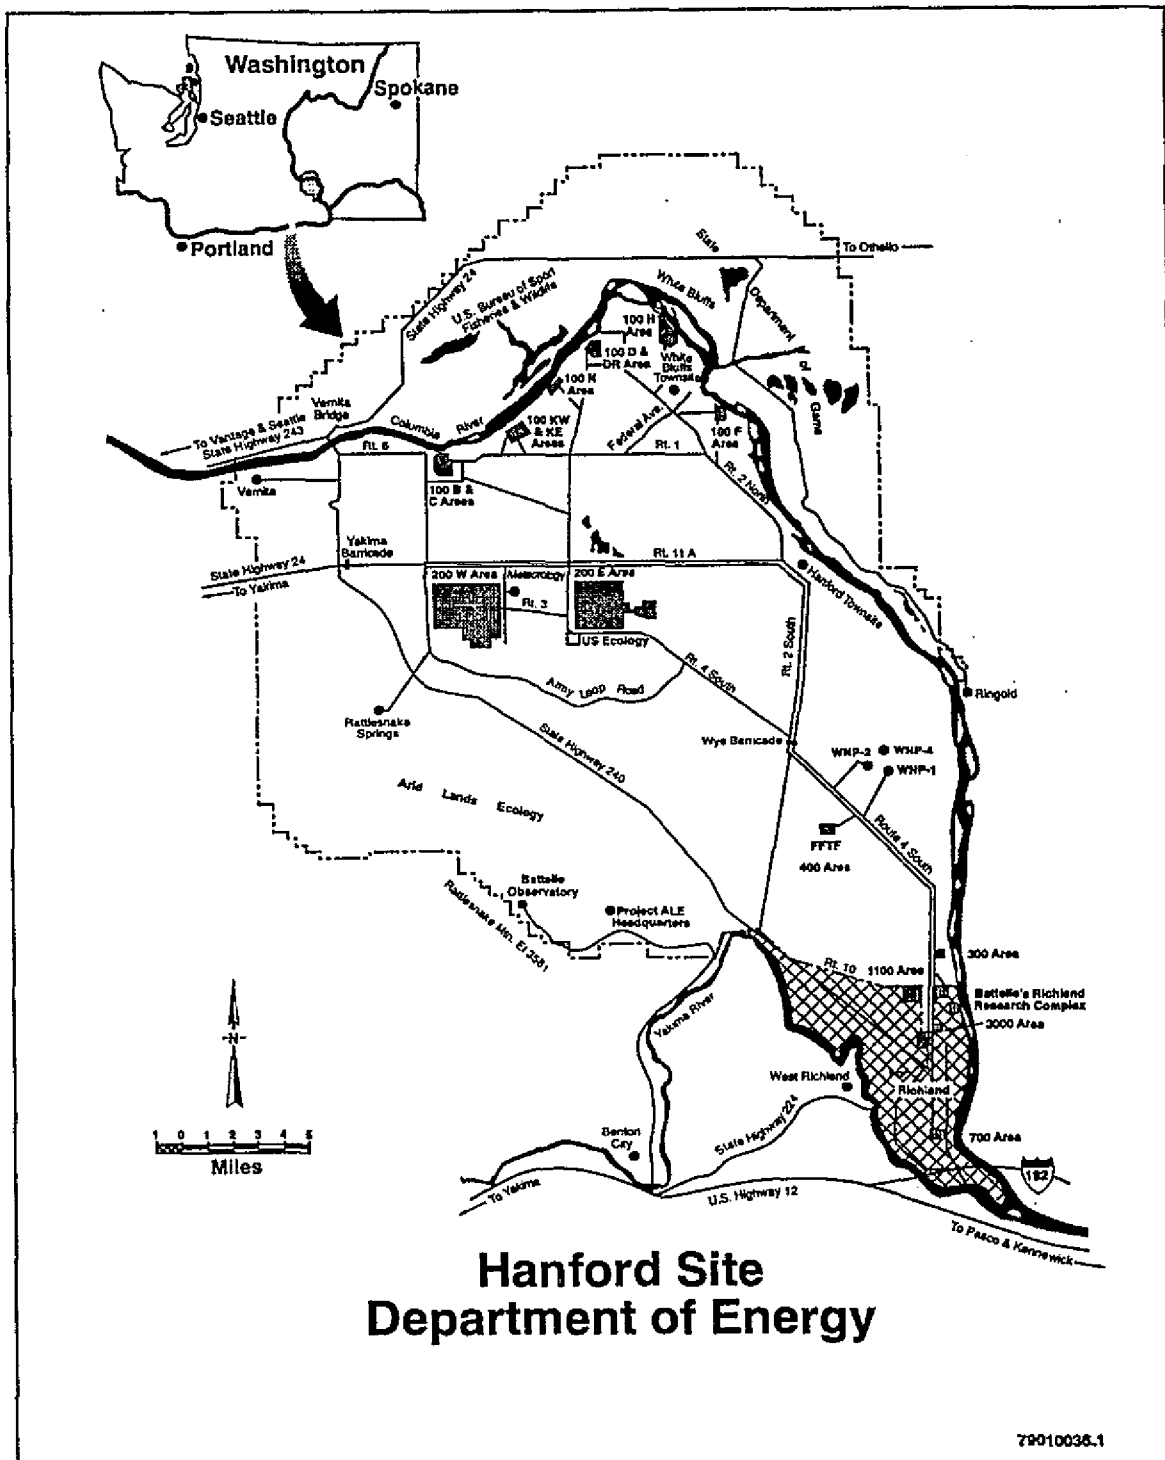 Washington
Spokane
Seattle
Portland
State
To Othello
State Highway 24
U.S. Bureau of Sport
Fisheries & Wildlife
White Bluffs
Department
of
Game
100 H
Area
100 D &
DR Area
White
Bluffs
Townsite
100 N
Area
Vernita
Bridge
To Vantage & Seattle
State Highway 243
Columbia
River
100 KW
& KE
Areas
Federal Ave.
100 F
Area
Rt. 6
Rt. 1
Rt. 2 North
Vernita
100 B &
C Areas
Yakima
Barricade
Rt. 11 A
State Highway 24
To Yakima
200 W Area
Meteorology
200 E Area
Rt. 3
Hanford Townsite
US Ecology
Rt. 2 South
Rt. 4 South
Army Loop Road
Ringold
Rattlesnake
Springs
State Highway 240
Wye Barricade
WNP-2
WNP-4
WNP-1
Arid Lands Ecology
Route 4 South
FFTF
400 Area
Battelle
Observatory
Rattlesnake Mtn. El 3581
Project ALE
Headquarters
300 Area
Rt. 10
1100 Area
Battelle's Richland
Research Complex
3000 Area
Yakima River
N
West Richland
Richland
State Highway 224
1 0 1 2 3 4 5
Miles
Benton
City
700 Area
182
To Yakima
U.S. Highway 12
To Pasco & Kennewick
Hanford Site
Department of Energy
79010036.1